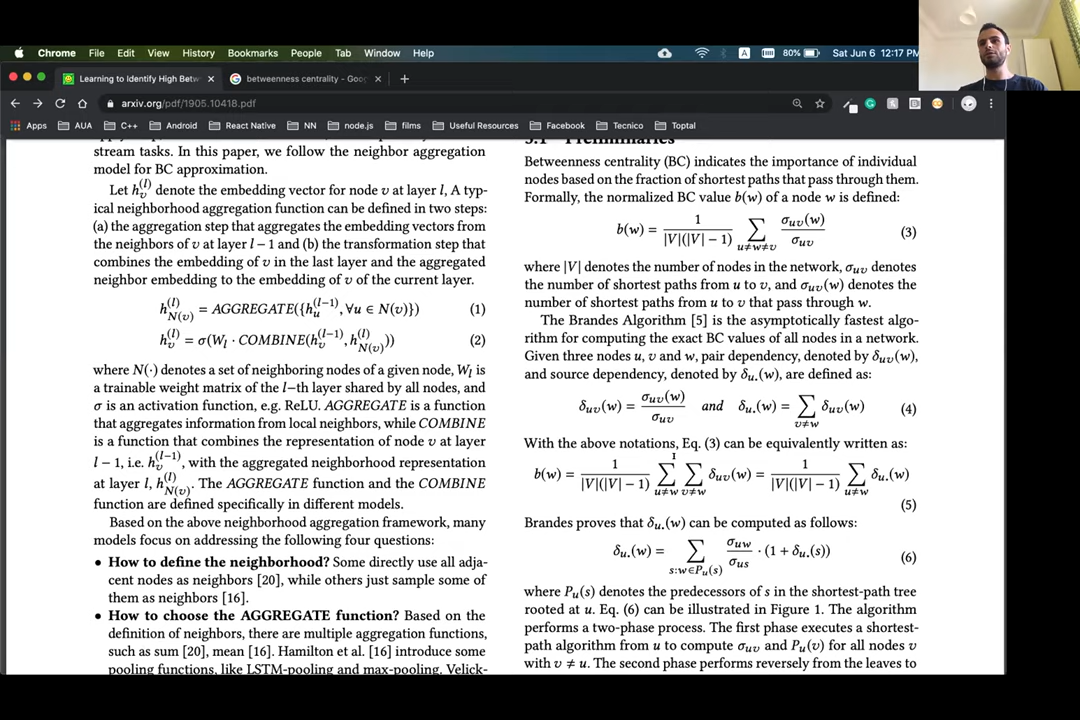 Chrome File Edit View History Bookmarks People Tab Window Help A 80% Sat Jun 6 12:17 PM
Learning to Identify High Betw × betweenness centrality - Goog × +
arxiv.org/pdf/1905.10418.pdf
Apps AUA C++ Android React Native NN node.js films Useful Resources Facebook Tecnico Toptal
stream tasks. In this paper, we follow the neighbor aggregation
model for BC approximation.
Let h_v^(l) denote the embedding vector for node v at layer l, A typ-
ical neighborhood aggregation function can be defined in two steps:
(a) the aggregation step that aggregates the embedding vectors from
the neighbors of v at layer l − 1 and (b) the transformation step that
combines the embedding of v in the last layer and the aggregated
neighbor embedding to the embedding of v of the current layer.
h_N(v)^(l) = AGGREGATE({h_u^(l−1), ∀u ∈ N(v)}) (1)
h_v^(l) = σ(W_l · COMBINE(h_v^(l−1), h_N(v)^(l))) (2)
where N(·) denotes a set of neighboring nodes of a given node, W_l is
a trainable weight matrix of the l−th layer shared by all nodes, and
σ is an activation function, e.g. ReLU. AGGREGATE is a function
that aggregates information from local neighbors, while COMBINE
is a function that combines the representation of node v at layer
l − 1, i.e. h_v^(l−1), with the aggregated neighborhood representation
at layer l, h_N(v)^(l). The AGGREGATE function and the COMBINE
function are defined specifically in different models.
Based on the above neighborhood aggregation framework, many
models focus on addressing the following four questions:
• How to define the neighborhood? Some directly use all adja-
cent nodes as neighbors [20], while others just sample some of
them as neighbors [16].
• How to choose the AGGREGATE function? Based on the
definition of neighbors, there are multiple aggregation functions,
such as sum [20], mean [16]. Hamilton et al. [16] introduce some
pooling functions, like LSTM-pooling and max-pooling. Velick-
3.1 Preliminaries
Betweenness centrality (BC) indicates the importance of individual
nodes based on the fraction of shortest paths that pass through them.
Formally, the normalized BC value b(w) of a node w is defined:
b(w) = 1 / |V|(|V| − 1) ∑_{u≠w≠v} σ_uv(w) / σ_uv (3)
where |V| denotes the number of nodes in the network, σ_uv denotes
the number of shortest paths from u to v, and σ_uv(w) denotes the
number of shortest paths from u to v that pass through w.
The Brandes Algorithm [5] is the asymptotically fastest algo-
rithm for computing the exact BC values of all nodes in a network.
Given three nodes u, v and w, pair dependency, denoted by δ_uv(w),
and source dependency, denoted by δ_u.(w), are defined as:
δ_uv(w) = σ_uv(w) / σ_uv and δ_u.(w) = ∑_{v≠w} δ_uv(w) (4)
With the above notations, Eq. (3) can be equivalently written as:
b(w) = 1 / |V|(|V| − 1) ∑_{u≠w} ∑_{v≠w} δ_uv(w) = 1 / |V|(|V| − 1) ∑_{u≠w} δ_u.(w)
(5)
Brandes proves that δ_u.(w) can be computed as follows:
δ_u.(w) = ∑_{s:w∈P_u(s)} σ_uw / σ_us · (1 + δ_u.(s)) (6)
where P_u(s) denotes the predecessors of s in the shortest-path tree
rooted at u. Eq. (6) can be illustrated in Figure 1. The algorithm
performs a two-phase process. The first phase executes a shortest-
path algorithm from u to compute σ_uv and P_u(v) for all nodes v
with v ≠ u. The second phase performs reversely from the leaves to